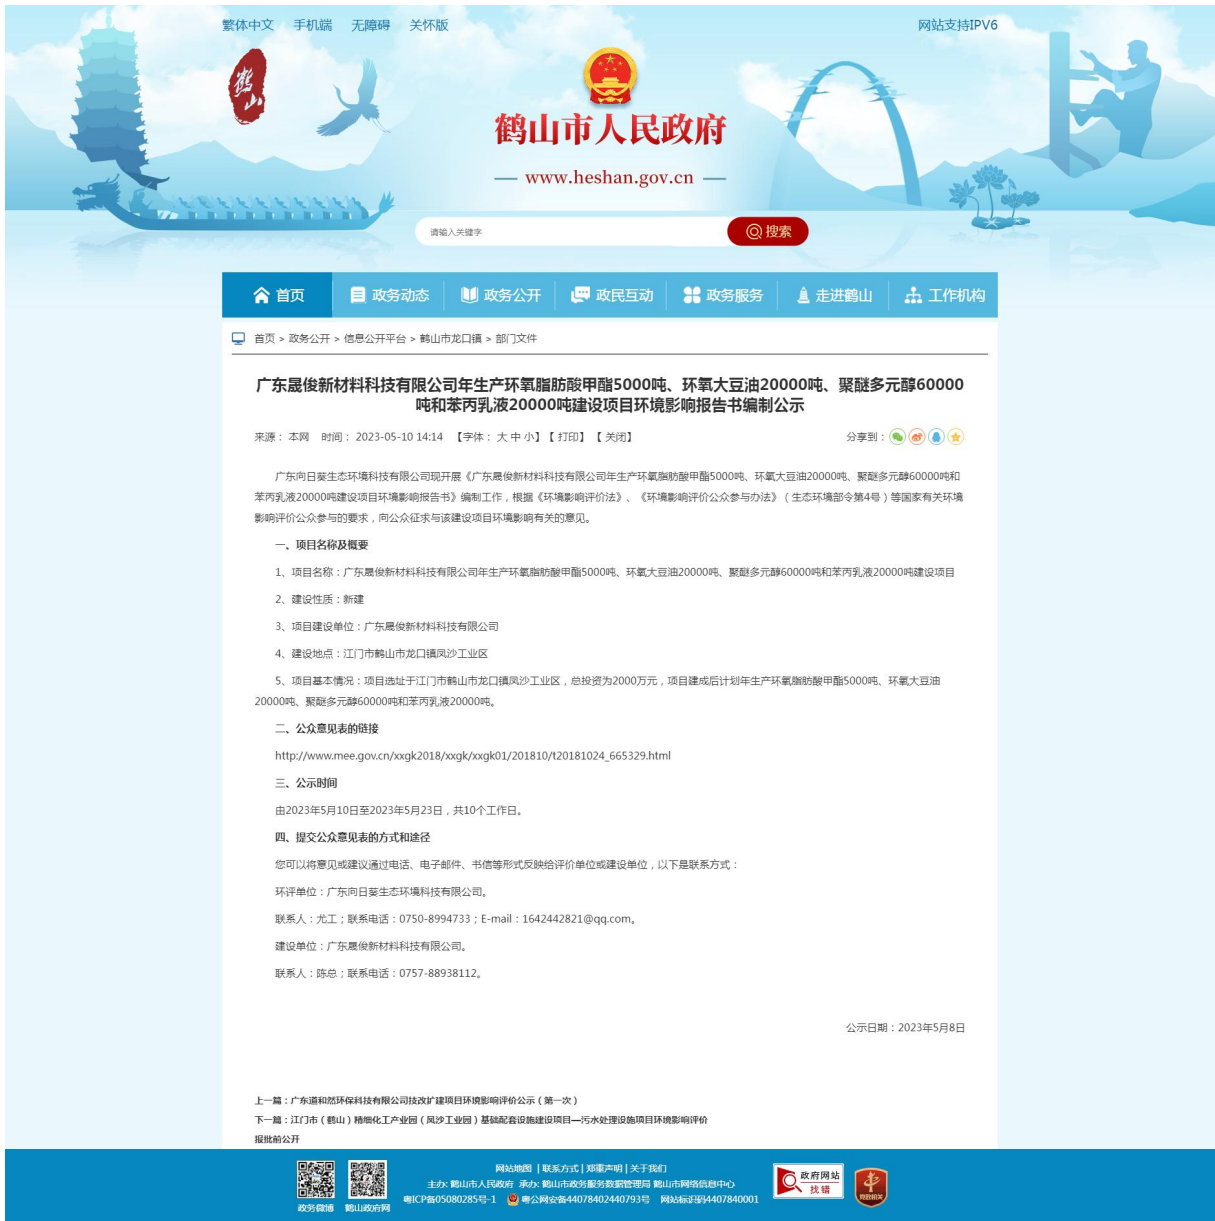 繁体中文 手机端 无障碍 关怀版 网站支持IPV6
鹤山
鹤山市人民政府
— www.heshan.gov.cn —
请输入关键字 搜索
首页 政务动态 政务公开 政民互动 政务服务 走进鹤山 工作机构
首页 > 政务公开 > 信息公开平台 > 鹤山市龙口镇 > 部门文件
广东晟俊新材料科技有限公司年生产环氧脂肪酸甲酯5000吨、环氧大豆油20000吨、聚醚多元醇60000
吨和苯丙乳液20000吨建设项目环境影响报告书编制公示
来源： 本网 时间： 2023-05-10 14:14 【字体： 大 中 小】【 打印】 【 关闭】 分享到：
广东向日葵生态环境科技有限公司现开展《广东晟俊新材料科技有限公司年生产环氧脂肪酸甲酯5000吨、环氧大豆油20000吨、聚醚多元醇60000吨和
苯丙乳液20000吨建设项目环境影响报告书》编制工作，根据《环境影响评价法》、《环境影响评价公众参与办法》（生态环境部令第4号）等国家有关环境
影响评价公众参与的要求，向公众征求与该建设项目环境影响有关的意见。
一、项目名称及概要
1、项目名称：广东晟俊新材料科技有限公司年生产环氧脂肪酸甲酯5000吨、环氧大豆油20000吨、聚醚多元醇60000吨和苯丙乳液20000吨建设项目
2、建设性质：新建
3、项目建设单位：广东晟俊新材料科技有限公司
4、建设地点：江门市鹤山市龙口镇凤沙工业区
5、项目基本情况：项目选址于江门市鹤山市龙口镇凤沙工业区，总投资为2000万元，项目建成后计划年生产环氧脂肪酸甲酯5000吨、环氧大豆油
20000吨、聚醚多元醇60000吨和苯丙乳液20000吨。
二、公众意见表的链接
http://www.mee.gov.cn/xxgk2018/xxgk/xxgk01/201810/t20181024_665329.html
三、公示时间
由2023年5月10日至2023年5月23日，共10个工作日。
四、提交公众意见表的方式和途径
您可以将意见或建议通过电话、电子邮件、书信等形式反映给评价单位或建设单位，以下是联系方式：
环评单位：广东向日葵生态环境科技有限公司。
联系人：尤工；联系电话：0750-8994733；E-mail：1642442821@qq.com。
建设单位：广东晟俊新材料科技有限公司。
联系人：陈总；联系电话：0757-88938112。
公示日期：2023年5月8日
上一篇：广东道和然环保科技有限公司技改扩建项目环境影响评价公示（第一次）
下一篇：江门市（鹤山）精细化工产业园（凤沙工业园）基础配套设施建设项目—污水处理设施项目环境影响评价
报批前公开
网站地图 | 联系方式 | 郑重声明 | 关于我们
主办: 鹤山市人民政府 承办: 鹤山市政务服务数据管理局 鹤山市网络信息中心
粤ICP备05080285号-1 粤公网安备44078402440793号 网站标识码4407840001
政务微博 鹤山政府网
政府网站
找错
党政机关